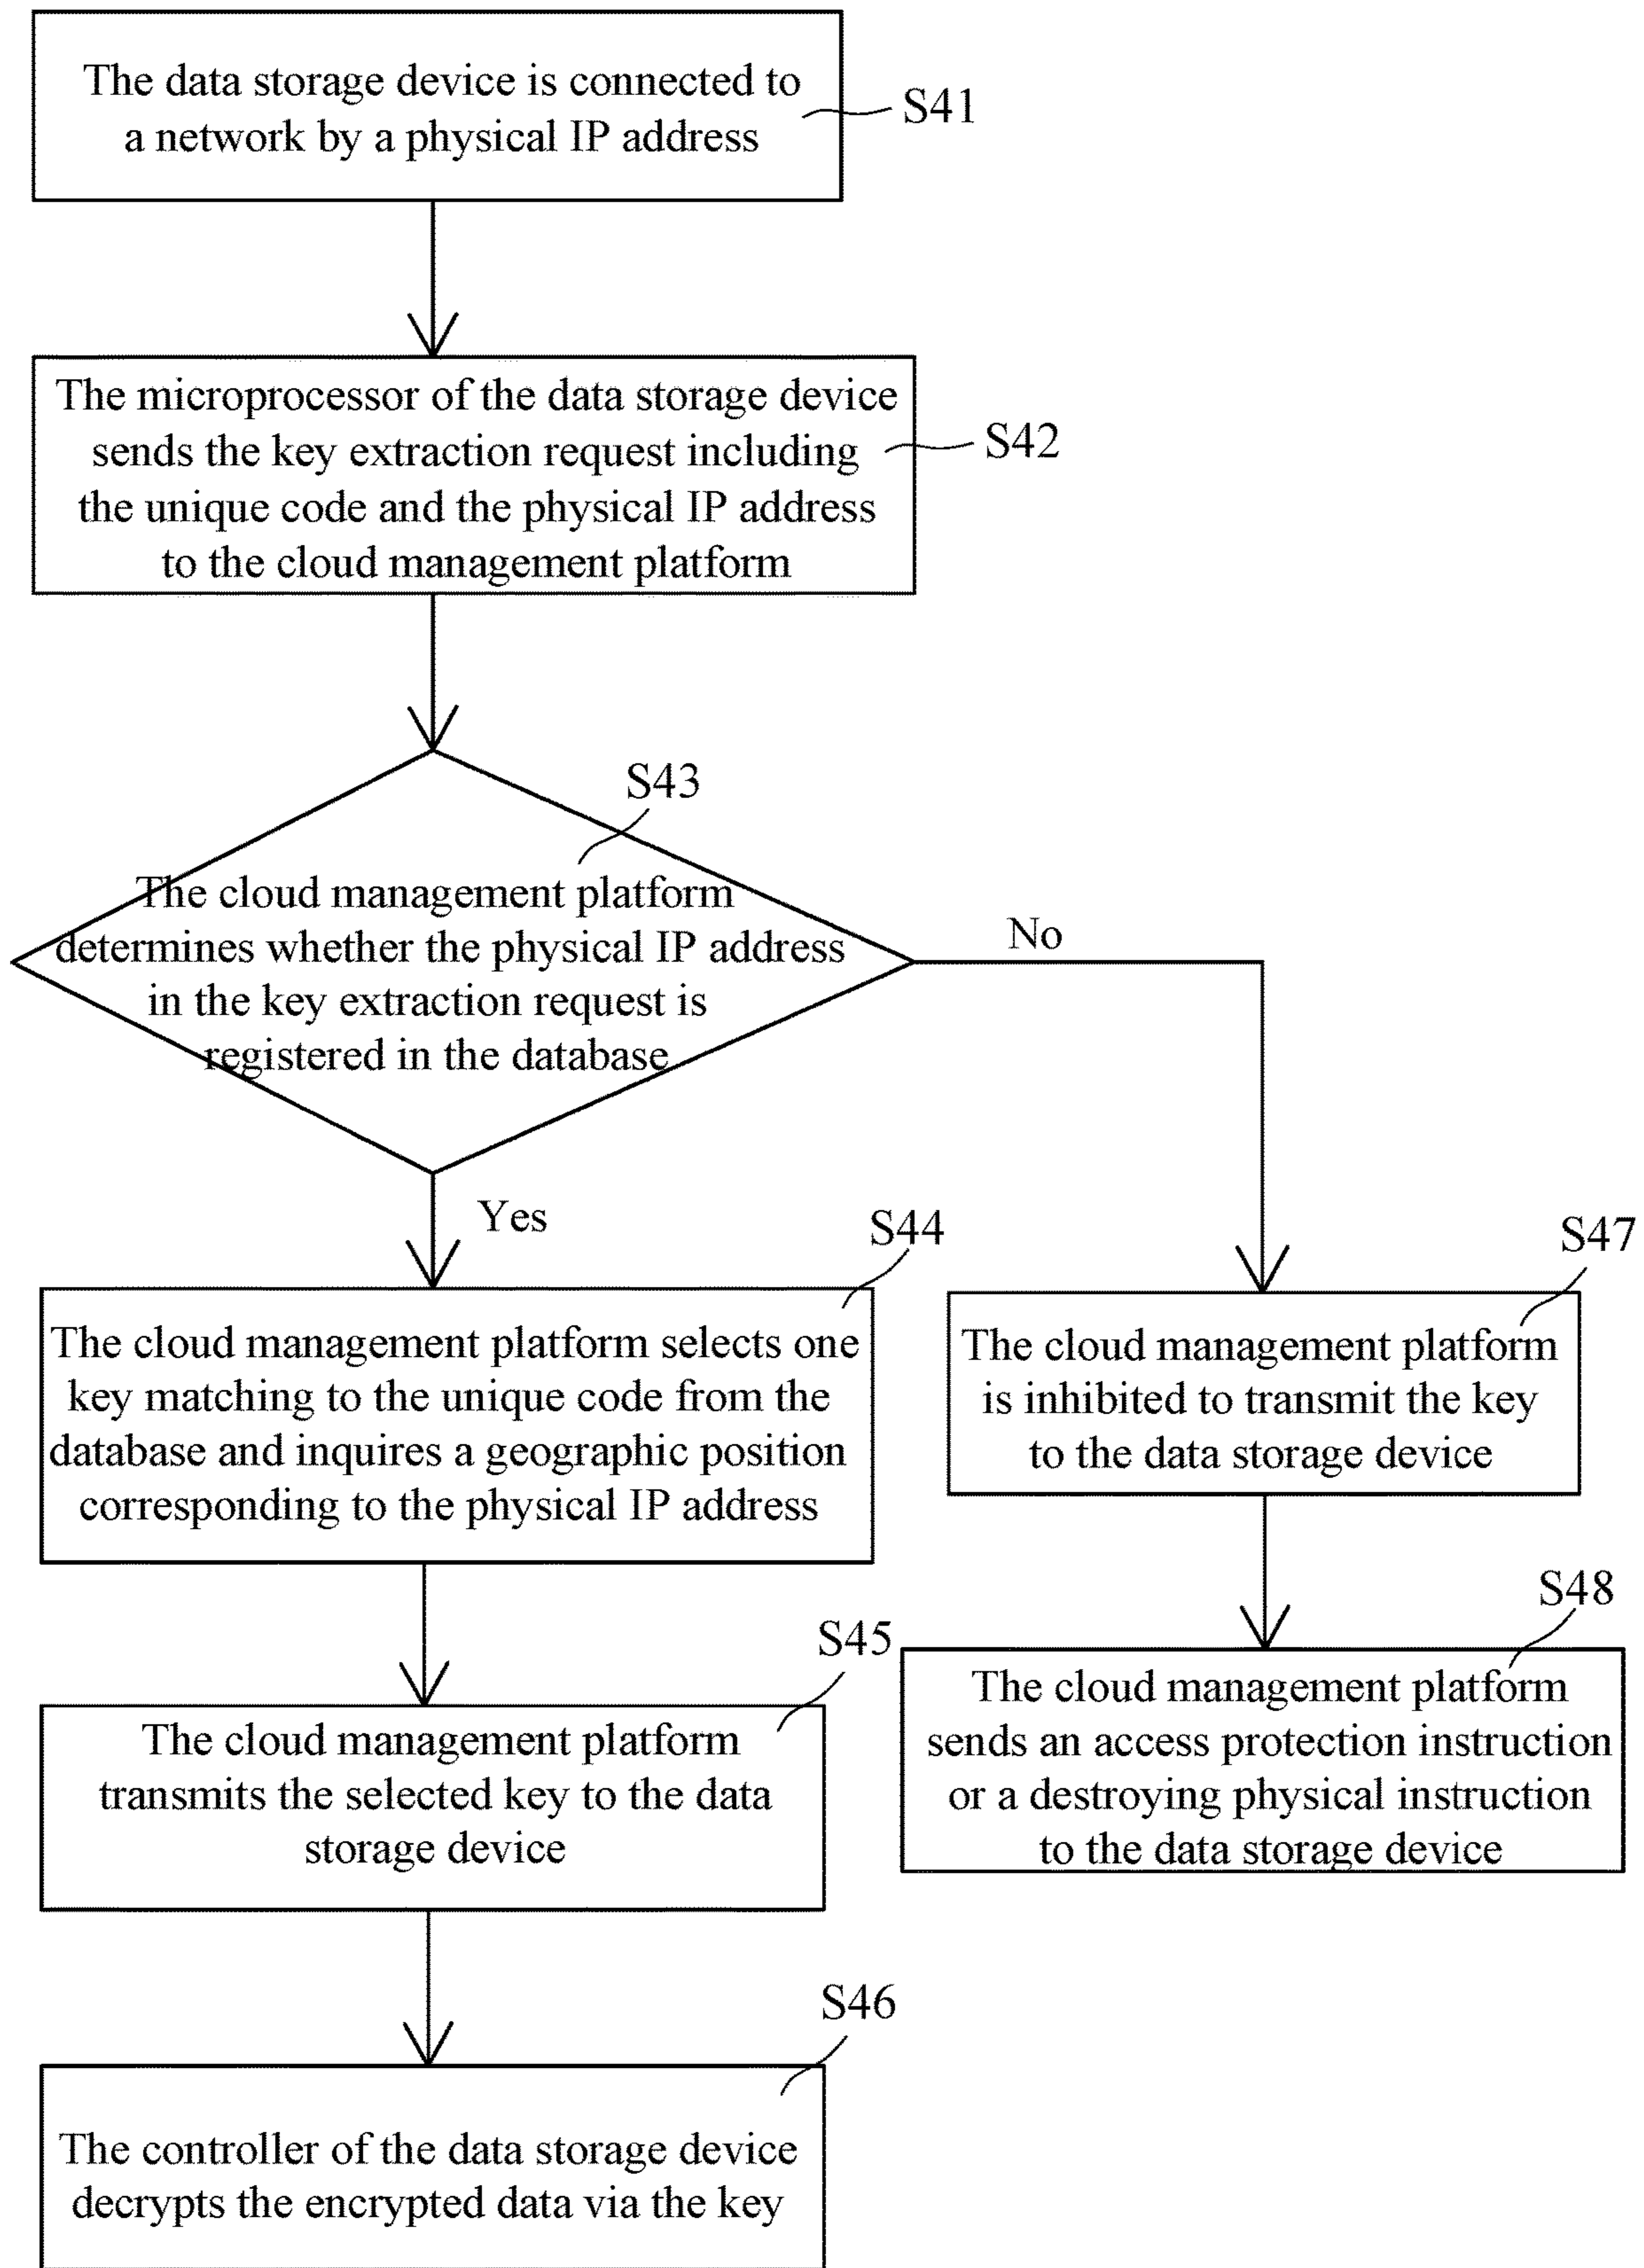 The data storage device is connected to
a network by a physical IP address
S41
The microprocessor of the data storage device
sends the key extraction request including
the unique code and the physical IP address
to the cloud management platform
S42
S43
The cloud management platform
determines whether the physical IP address
in the key extraction request is
registered in the database
No
Yes
S44
The cloud management platform selects one
key matching to the unique code from the
database and inquires a geographic position
corresponding to the physical IP address
S47
The cloud management platform
is inhibited to transmit the key
to the data storage device
S45
The cloud management platform
transmits the selected key to the data
storage device
S48
The cloud management platform
sends an access protection instruction
or a destroying physical instruction
to the data storage device
S46
The controller of the data storage device
decrypts the encrypted data via the key